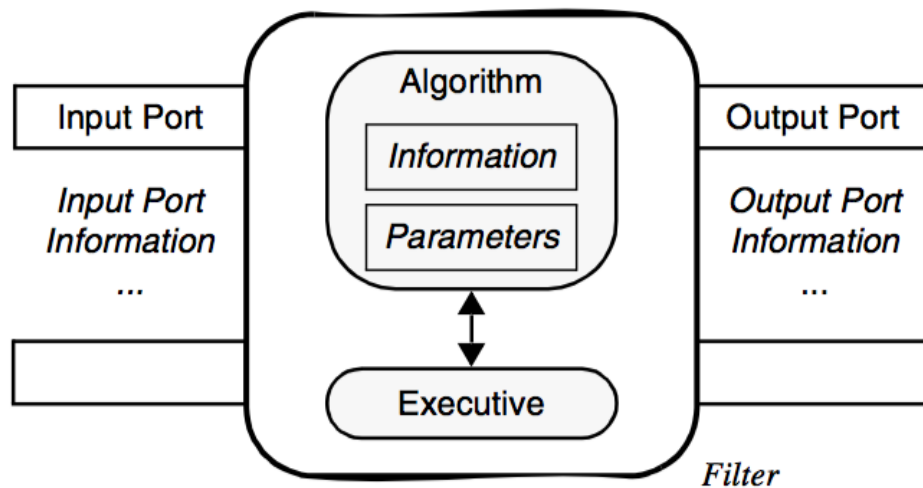 Algorithm
Input Port
Output Port
Information
Input Port
Information
...
Parameters
Output Port
Information
...
Executive
Filter